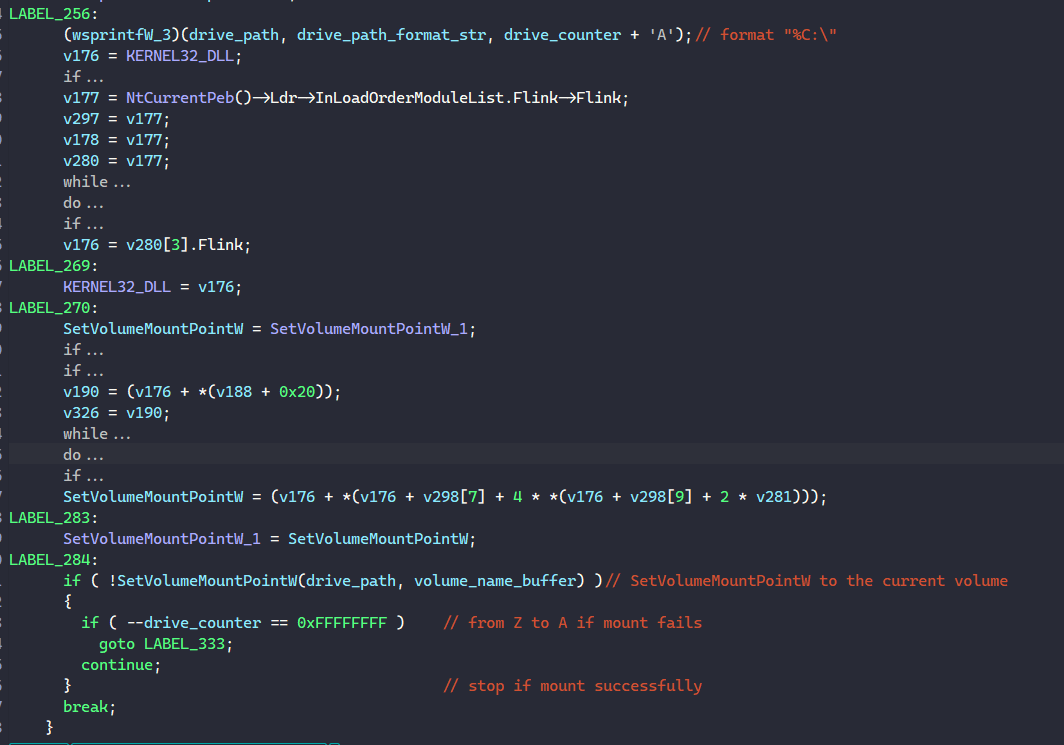 LABEL_256:
(wsprintfW_3)(drive_path, drive_path_format_str, drive_counter + 'A'); // format "%C:\"
v176 = KERNEL32_DLL;
if ...
v177 = NtCurrentPeb()→Ldr→InLoadOrderModuleList.Flink→Flink;
v297 = v177;
v178 = v177;
v280 = v177;
while ...
do ...
if ...
v176 = v280[3].Flink;
LABEL_269:
KERNEL32_DLL = v176;
LABEL_270:
SetVolumeMountPointW = SetVolumeMountPointW_1;
if ...
if ...
v190 = (v176 + *(v188 + 0x20));
v326 = v190;
while ...
do ...
if ...
SetVolumeMountPointW = (v176 + *(v176 + v298[7] + 4 * *(v176 + v298[9] + 2 * v281)));
LABEL_283:
SetVolumeMountPointW_1 = SetVolumeMountPointW;
LABEL_284:
if ( !SetVolumeMountPointW(drive_path, volume_name_buffer) ) // SetVolumeMountPointW to the current volume
{
if ( --drive_counter == 0xFFFFFFFF ) // from Z to A if mount fails
goto LABEL_333;
continue;
} // stop if mount successfully
break;
}